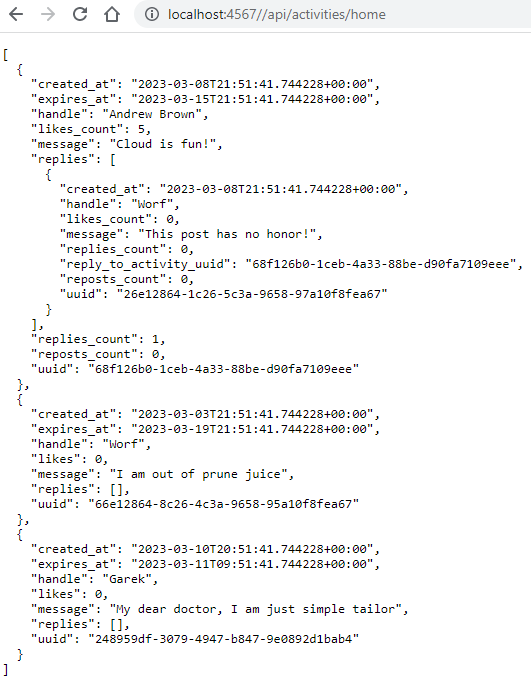 localhost:4567//api/activities/home
[
  {
    "created_at": "2023-03-08T21:51:41.744228+00:00",
    "expires_at": "2023-03-15T21:51:41.744228+00:00",
    "handle": "Andrew Brown",
    "likes_count": 5,
    "message": "Cloud is fun!",
    "replies": [
      {
        "created_at": "2023-03-08T21:51:41.744228+00:00",
        "handle": "Worf",
        "likes_count": 0,
        "message": "This post has no honor!",
        "replies_count": 0,
        "reply_to_activity_uuid": "68f126b0-1ceb-4a33-88be-d90fa7109eee",
        "reposts_count": 0,
        "uuid": "26e12864-1c26-5c3a-9658-97a10f8fea67"
      }
    ],
    "replies_count": 1,
    "reposts_count": 0,
    "uuid": "68f126b0-1ceb-4a33-88be-d90fa7109eee"
  },
  {
    "created_at": "2023-03-03T21:51:41.744228+00:00",
    "expires_at": "2023-03-19T21:51:41.744228+00:00",
    "handle": "Worf",
    "likes": 0,
    "message": "I am out of prune juice",
    "replies": [],
    "uuid": "66e12864-8c26-4c3a-9658-95a10f8fea67"
  },
  {
    "created_at": "2023-03-10T20:51:41.744228+00:00",
    "expires_at": "2023-03-11T09:51:41.744228+00:00",
    "handle": "Garek",
    "likes": 0,
    "message": "My dear doctor, I am just simple tailor",
    "replies": [],
    "uuid": "248959df-3079-4947-b847-9e0892d1bab4"
  }
]